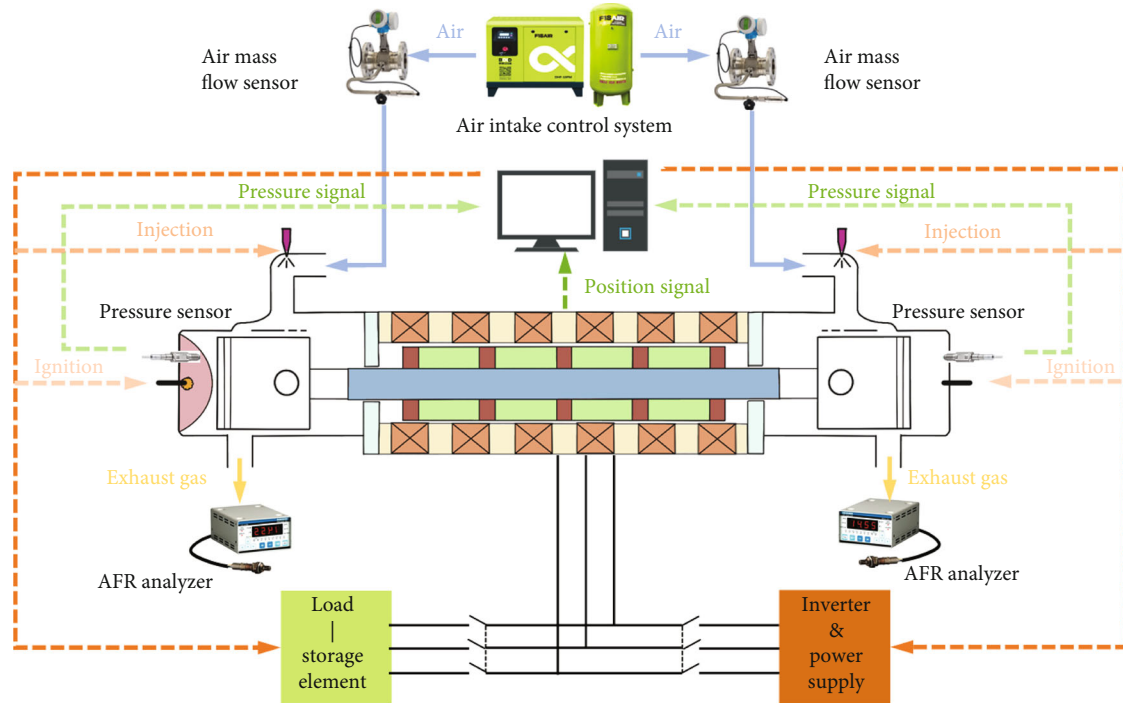 Air mass
flow sensor
Air
FIBAIR
Air
Air mass
flow sensor
Air intake control system
Pressure signal
Pressure signal
Injection
Injection
Position signal
Pressure sensor
Pressure sensor
Ignition
Ignition
Exhaust gas
Exhaust gas
AFR analyzer
AFR analyzer
Load
|
storage
element
Inverter
&
power
supply